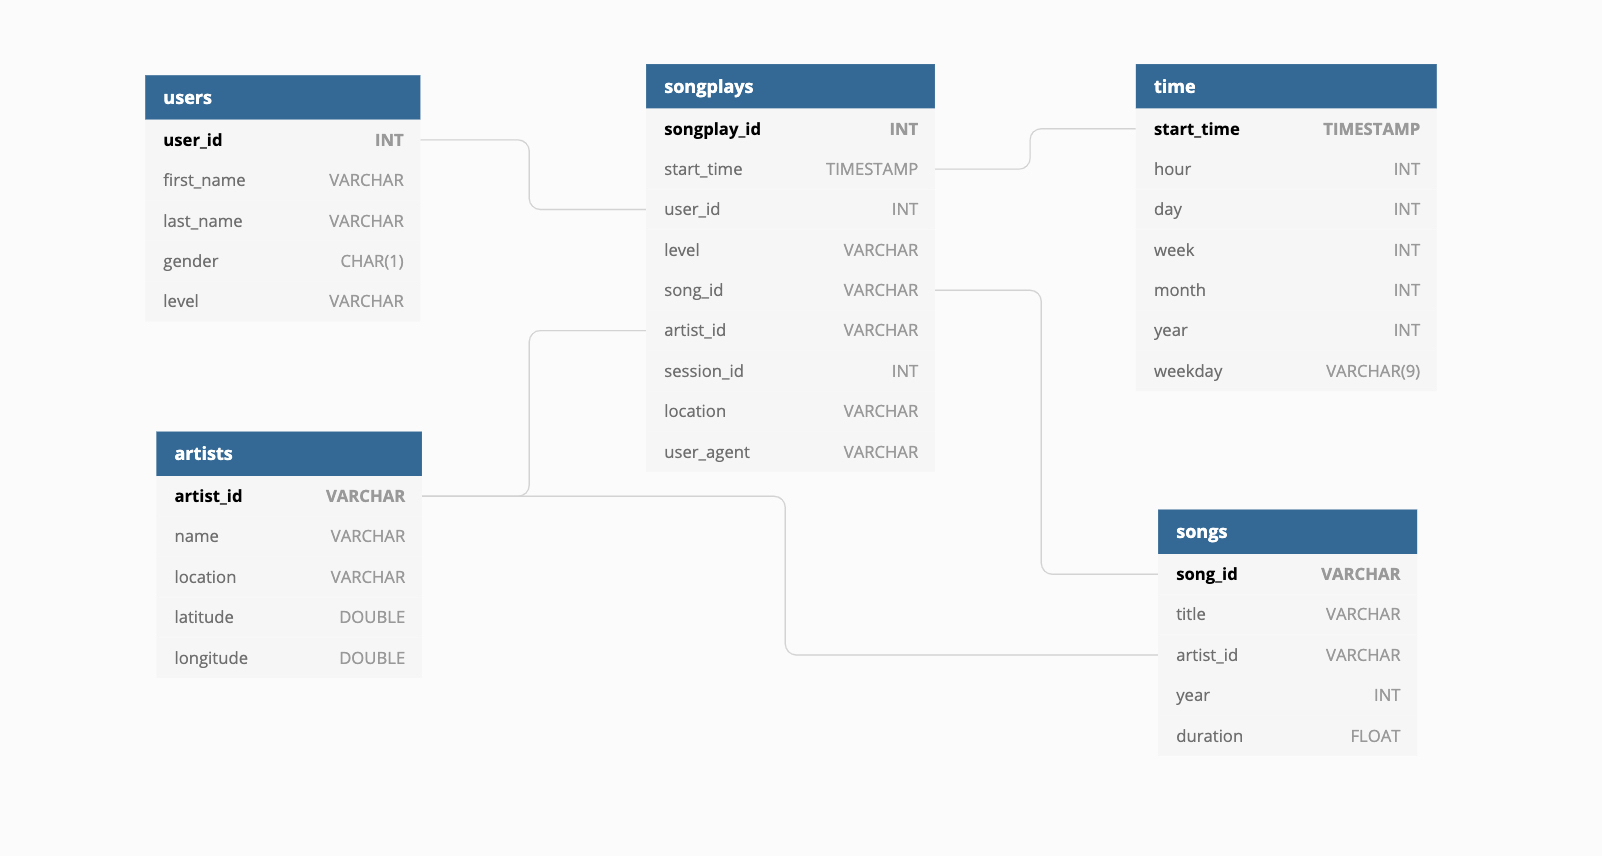 users
user_id INT
first_name VARCHAR
last_name VARCHAR
gender CHAR(1)
level VARCHAR
songplays
songplay_id INT
start_time TIMESTAMP
user_id INT
level VARCHAR
song_id VARCHAR
artist_id VARCHAR
session_id INT
location VARCHAR
user_agent VARCHAR
time
start_time TIMESTAMP
hour INT
day INT
week INT
month INT
year INT
weekday VARCHAR(9)
artists
artist_id VARCHAR
name VARCHAR
location VARCHAR
latitude DOUBLE
longitude DOUBLE
songs
song_id VARCHAR
title VARCHAR
artist_id VARCHAR
year INT
duration FLOAT